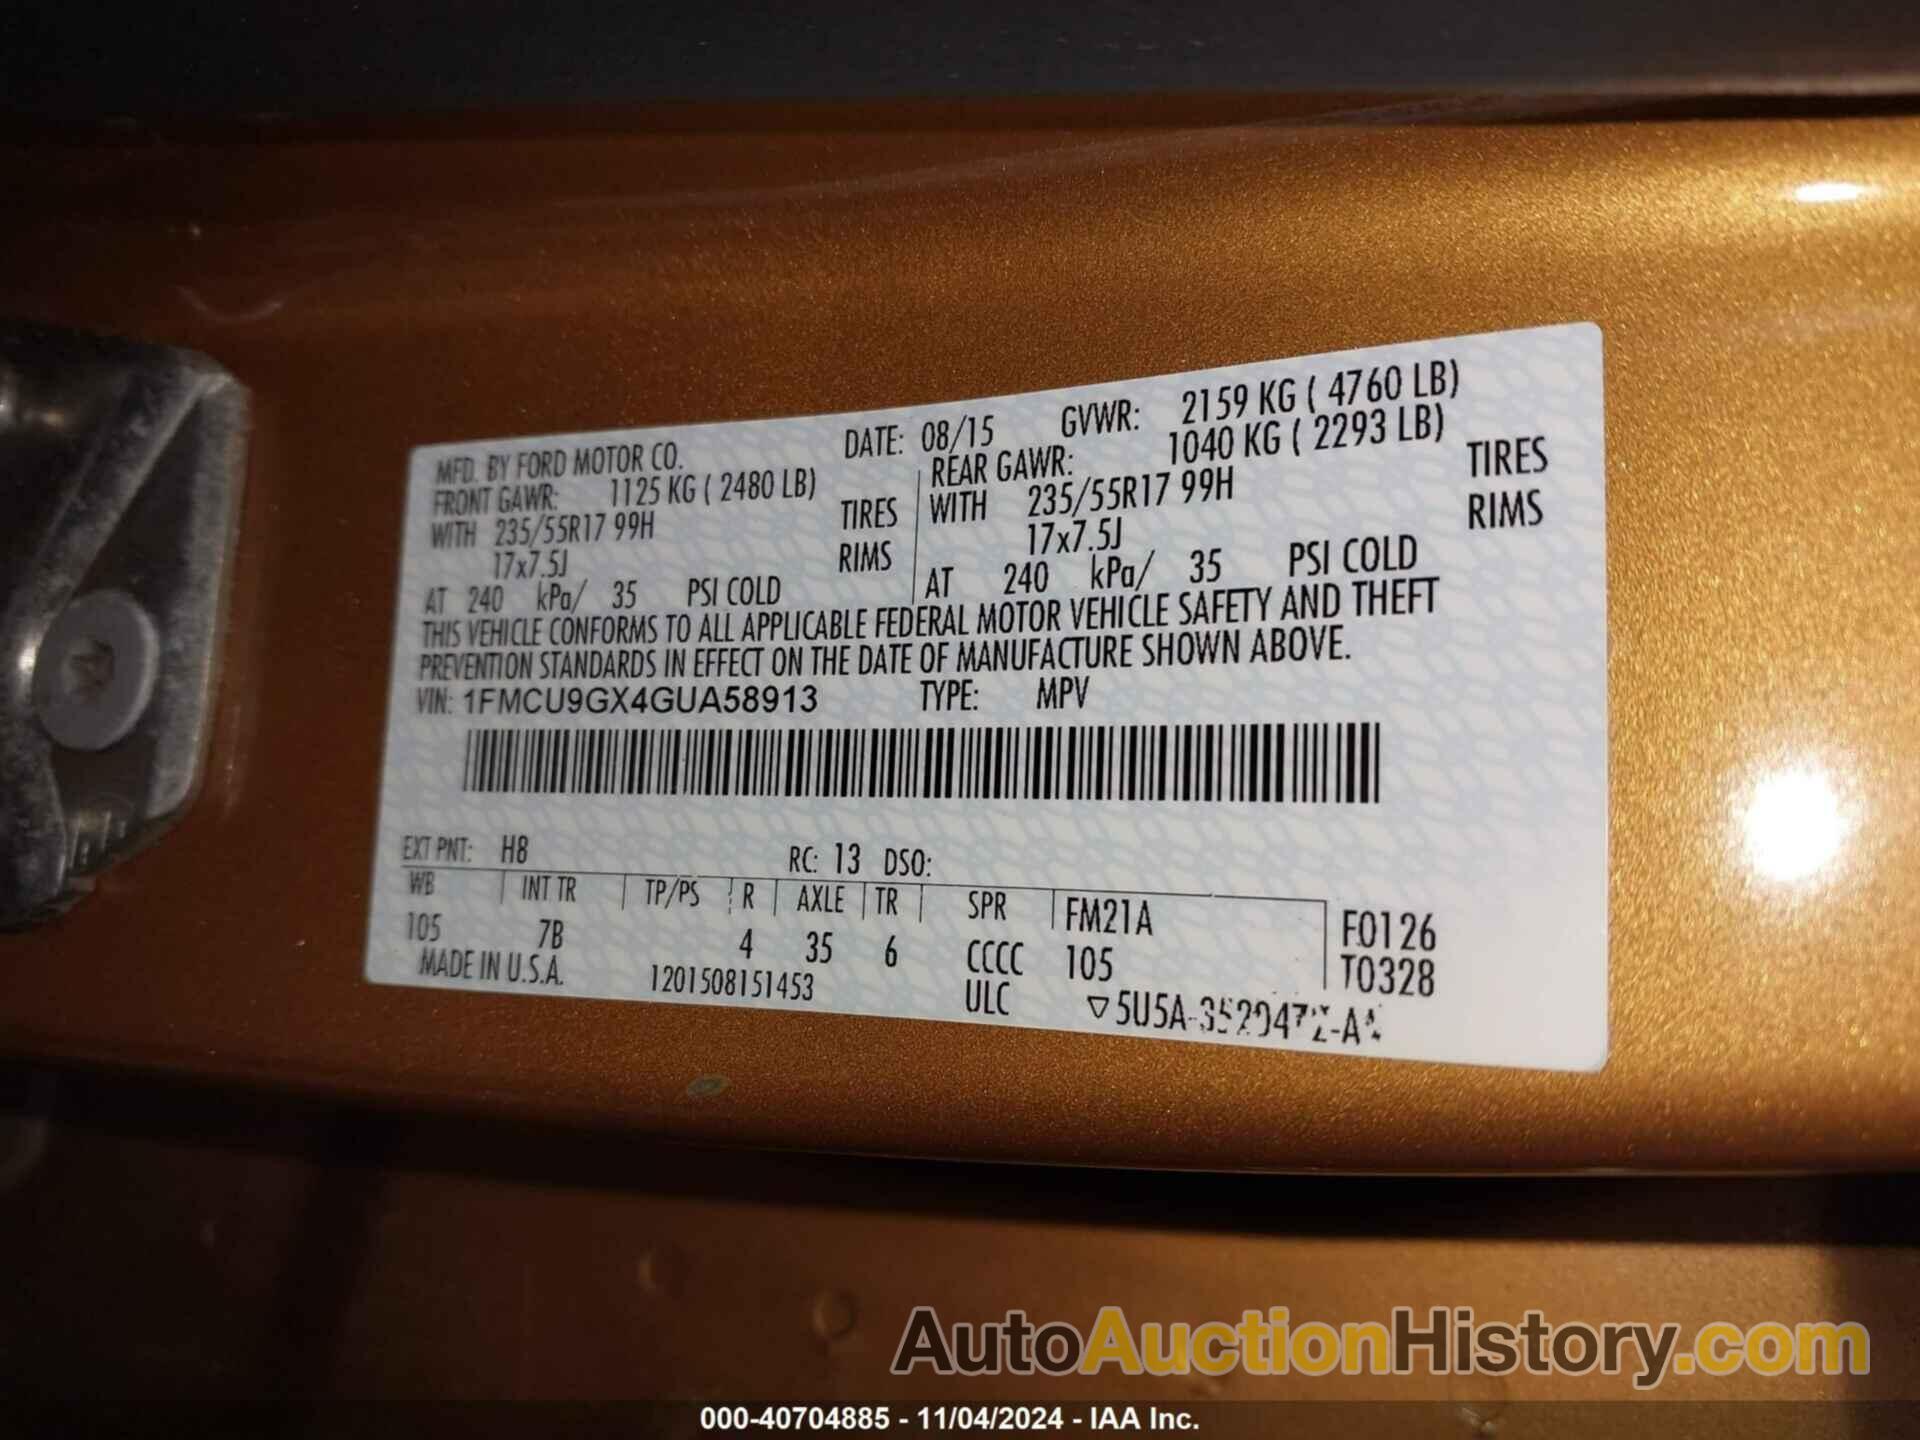 MFD. BY FORD MOTOR CO. DATE: 08/15 GVWR: 2159 KG ( 4760 LB)
FRONT GAWR: 1125 KG ( 2480 LB) REAR GAWR: 1040 KG ( 2293 LB)
WITH 235/55R17 99H TIRES WITH 235/55R17 99H TIRES
17x7.5J RIMS 17x7.5J RIMS
AT 240 kPa/ 35 PSI COLD AT 240 kPa/ 35 PSI COLD
THIS VEHICLE CONFORMS TO ALL APPLICABLE FEDERAL MOTOR VEHICLE SAFETY AND THEFT
PREVENTION STANDARDS IN EFFECT ON THE DATE OF MANUFACTURE SHOWN ABOVE.
VIN: 1FMCU9GX4GUA58913 TYPE: MPV
EXT PNT: H8 RC: 13 DSO:
WB INT TR TP/PS R AXLE TR SPR FM21A F0126
105 7B 4 35 6 CCCC 105 T0328
MADE IN U.S.A. 1201508151453 ULC
AutoAuctionHistory.com
000-40704885 - 11/04/2024 - IAA Inc.